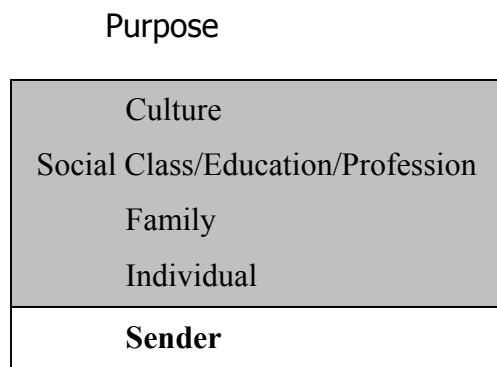 Purpose
Culture
Social Class/Education/Profession
Family
Individual
Sender